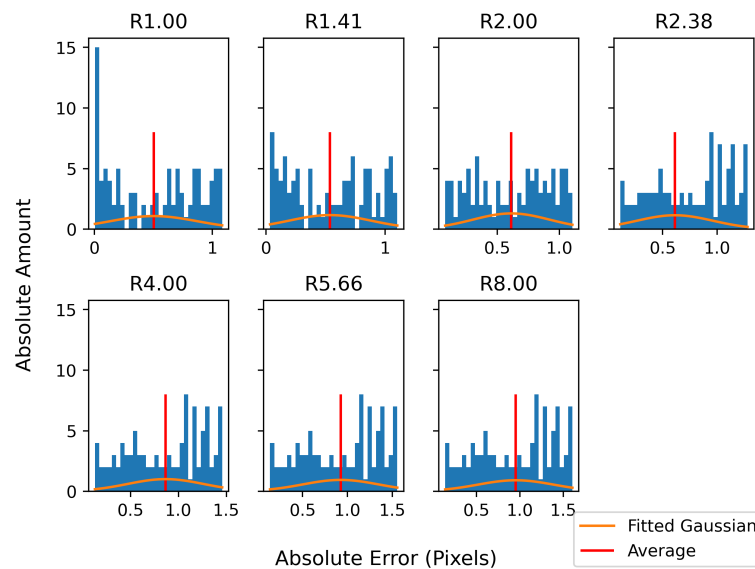 R1.00 R1.41 R2.00 R2.38
15
10
5
0
0 1 0 1 0.5 1.0 0.5 1.0
R4.00 R5.66 R8.00
15
10
5
0
0.5 1.0 1.5 0.5 1.0 1.5 0.5 1.0 1.5
Absolute Amount
Absolute Error (Pixels)
Fitted Gaussian
Average